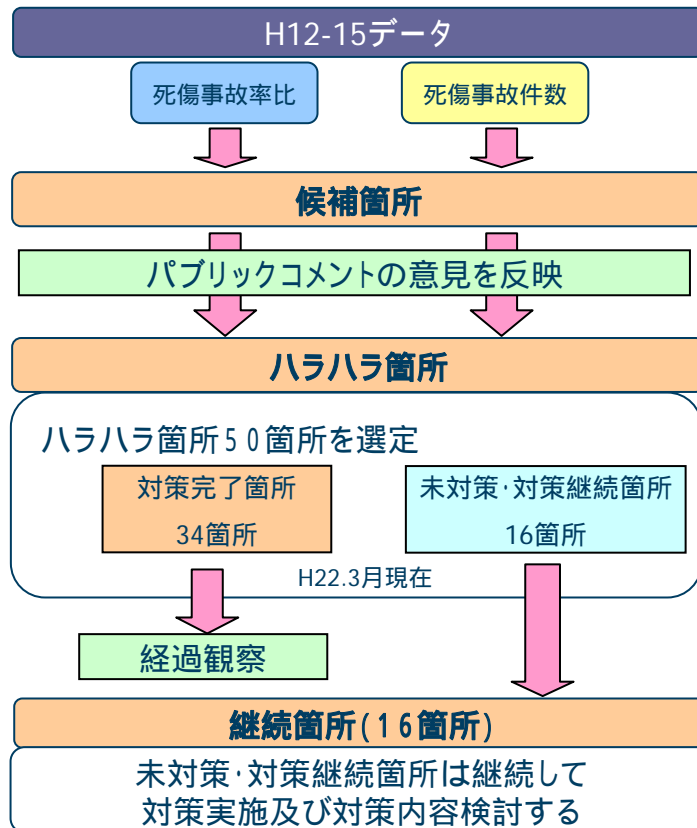 H12-15データ
死傷事故率比
死傷事故件数
候補箇所
パブリックコメントの意見を反映
ハラハラ箇所
ハラハラ箇所50箇所を選定
対策完了箇所
34箇所
未対策・対策継続箇所
16箇所
H22.3月現在
経過観察
継続箇所(16箇所)
未対策・対策継続箇所は継続して
対策実施及び対策内容検討する